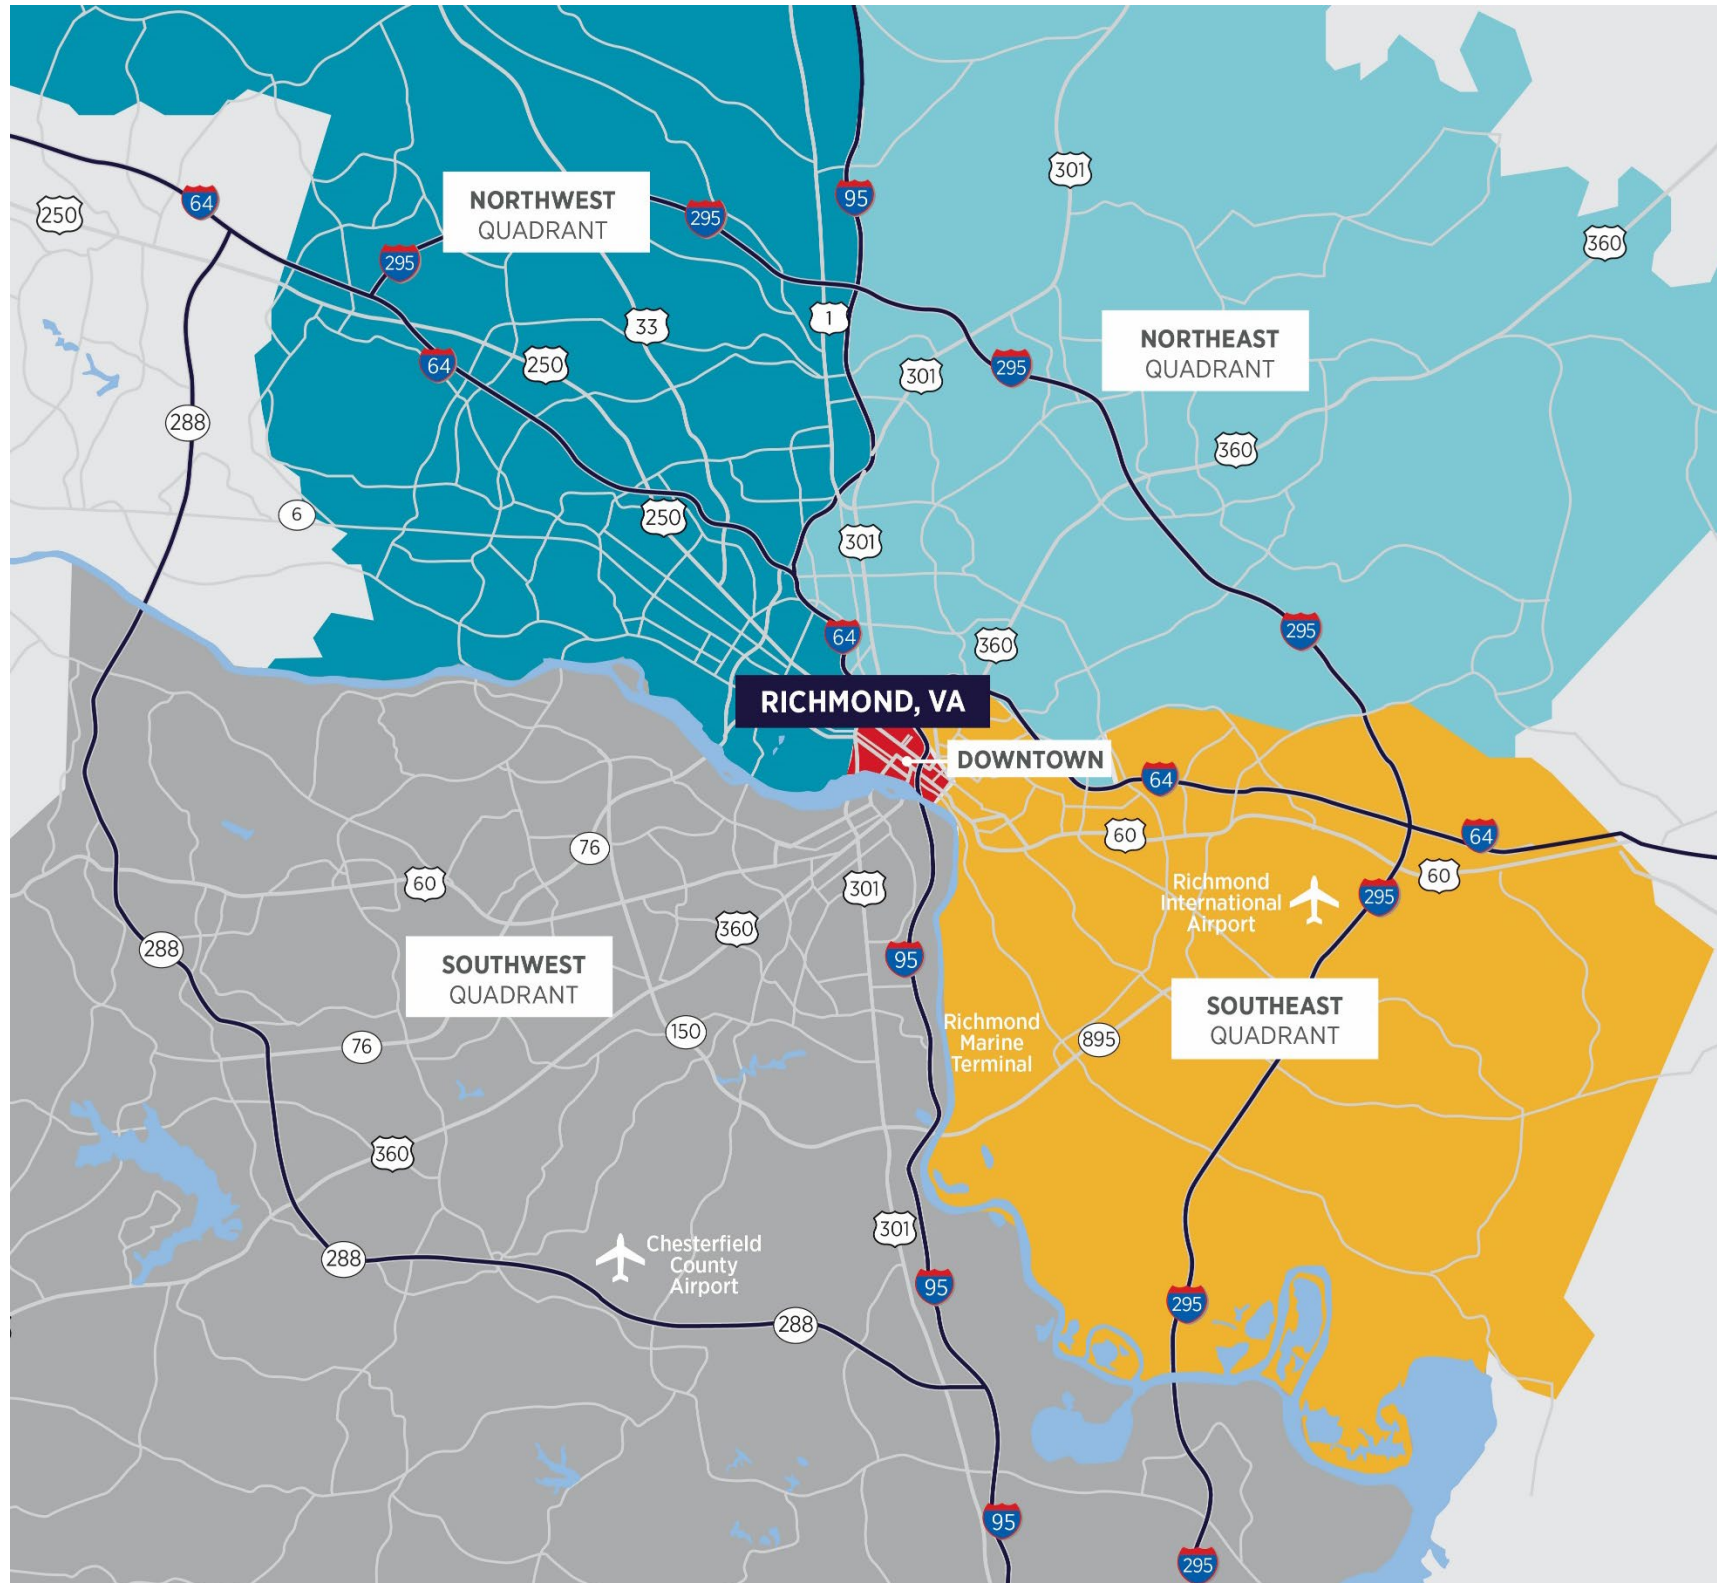 301
95
64
NORTHWEST
QUADRANT
250
295
360
295
1
33
NORTHEAST
QUADRANT
64
250
301
295
288
360
6
250
301
64
295
360
RICHMOND, VA
DOWNTOWN
64
60
64
76
60
301
Richmond
International
Airport
60
295
360
288
SOUTHWEST
QUADRANT
95
SOUTHEAST
QUADRANT
Richmond
Marine
Terminal
150
895
76
360
301
Chesterfield
County
Airport
288
95
295
288
95
295